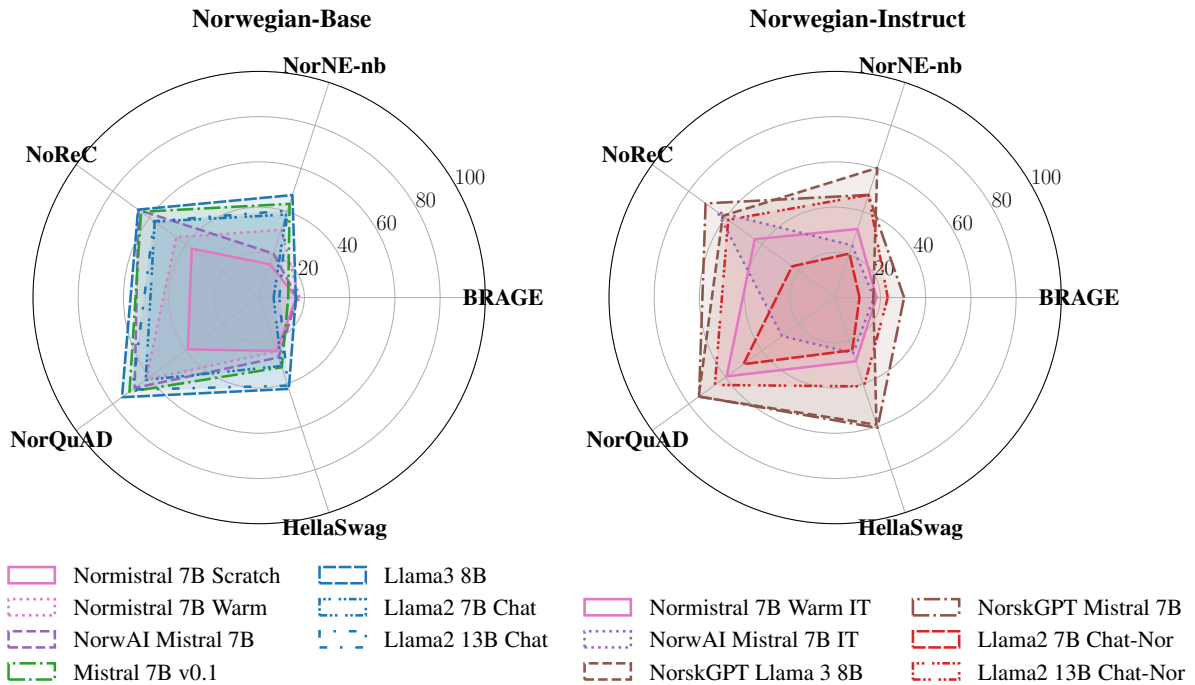 Norwegian-Base
NorNE-nb
NoReC
100
80
60
40
20
BRAGE
NorQuAD
HellaSwag
Norwegian-Instruct
NorNE-nb
NoReC
100
80
60
40
20
BRAGE
NorQuAD
HellaSwag
Normistral 7B Scratch
Normistral 7B Warm
NorwAI Mistral 7B
Mistral 7B v0.1
Llama3 8B
Llama2 7B Chat
Llama2 13B Chat
Normistral 7B Warm IT
NorwAI Mistral 7B IT
NorskGPT Llama 3 8B
NorskGPT Mistral 7B
Llama2 7B Chat-Nor
Llama2 13B Chat-Nor